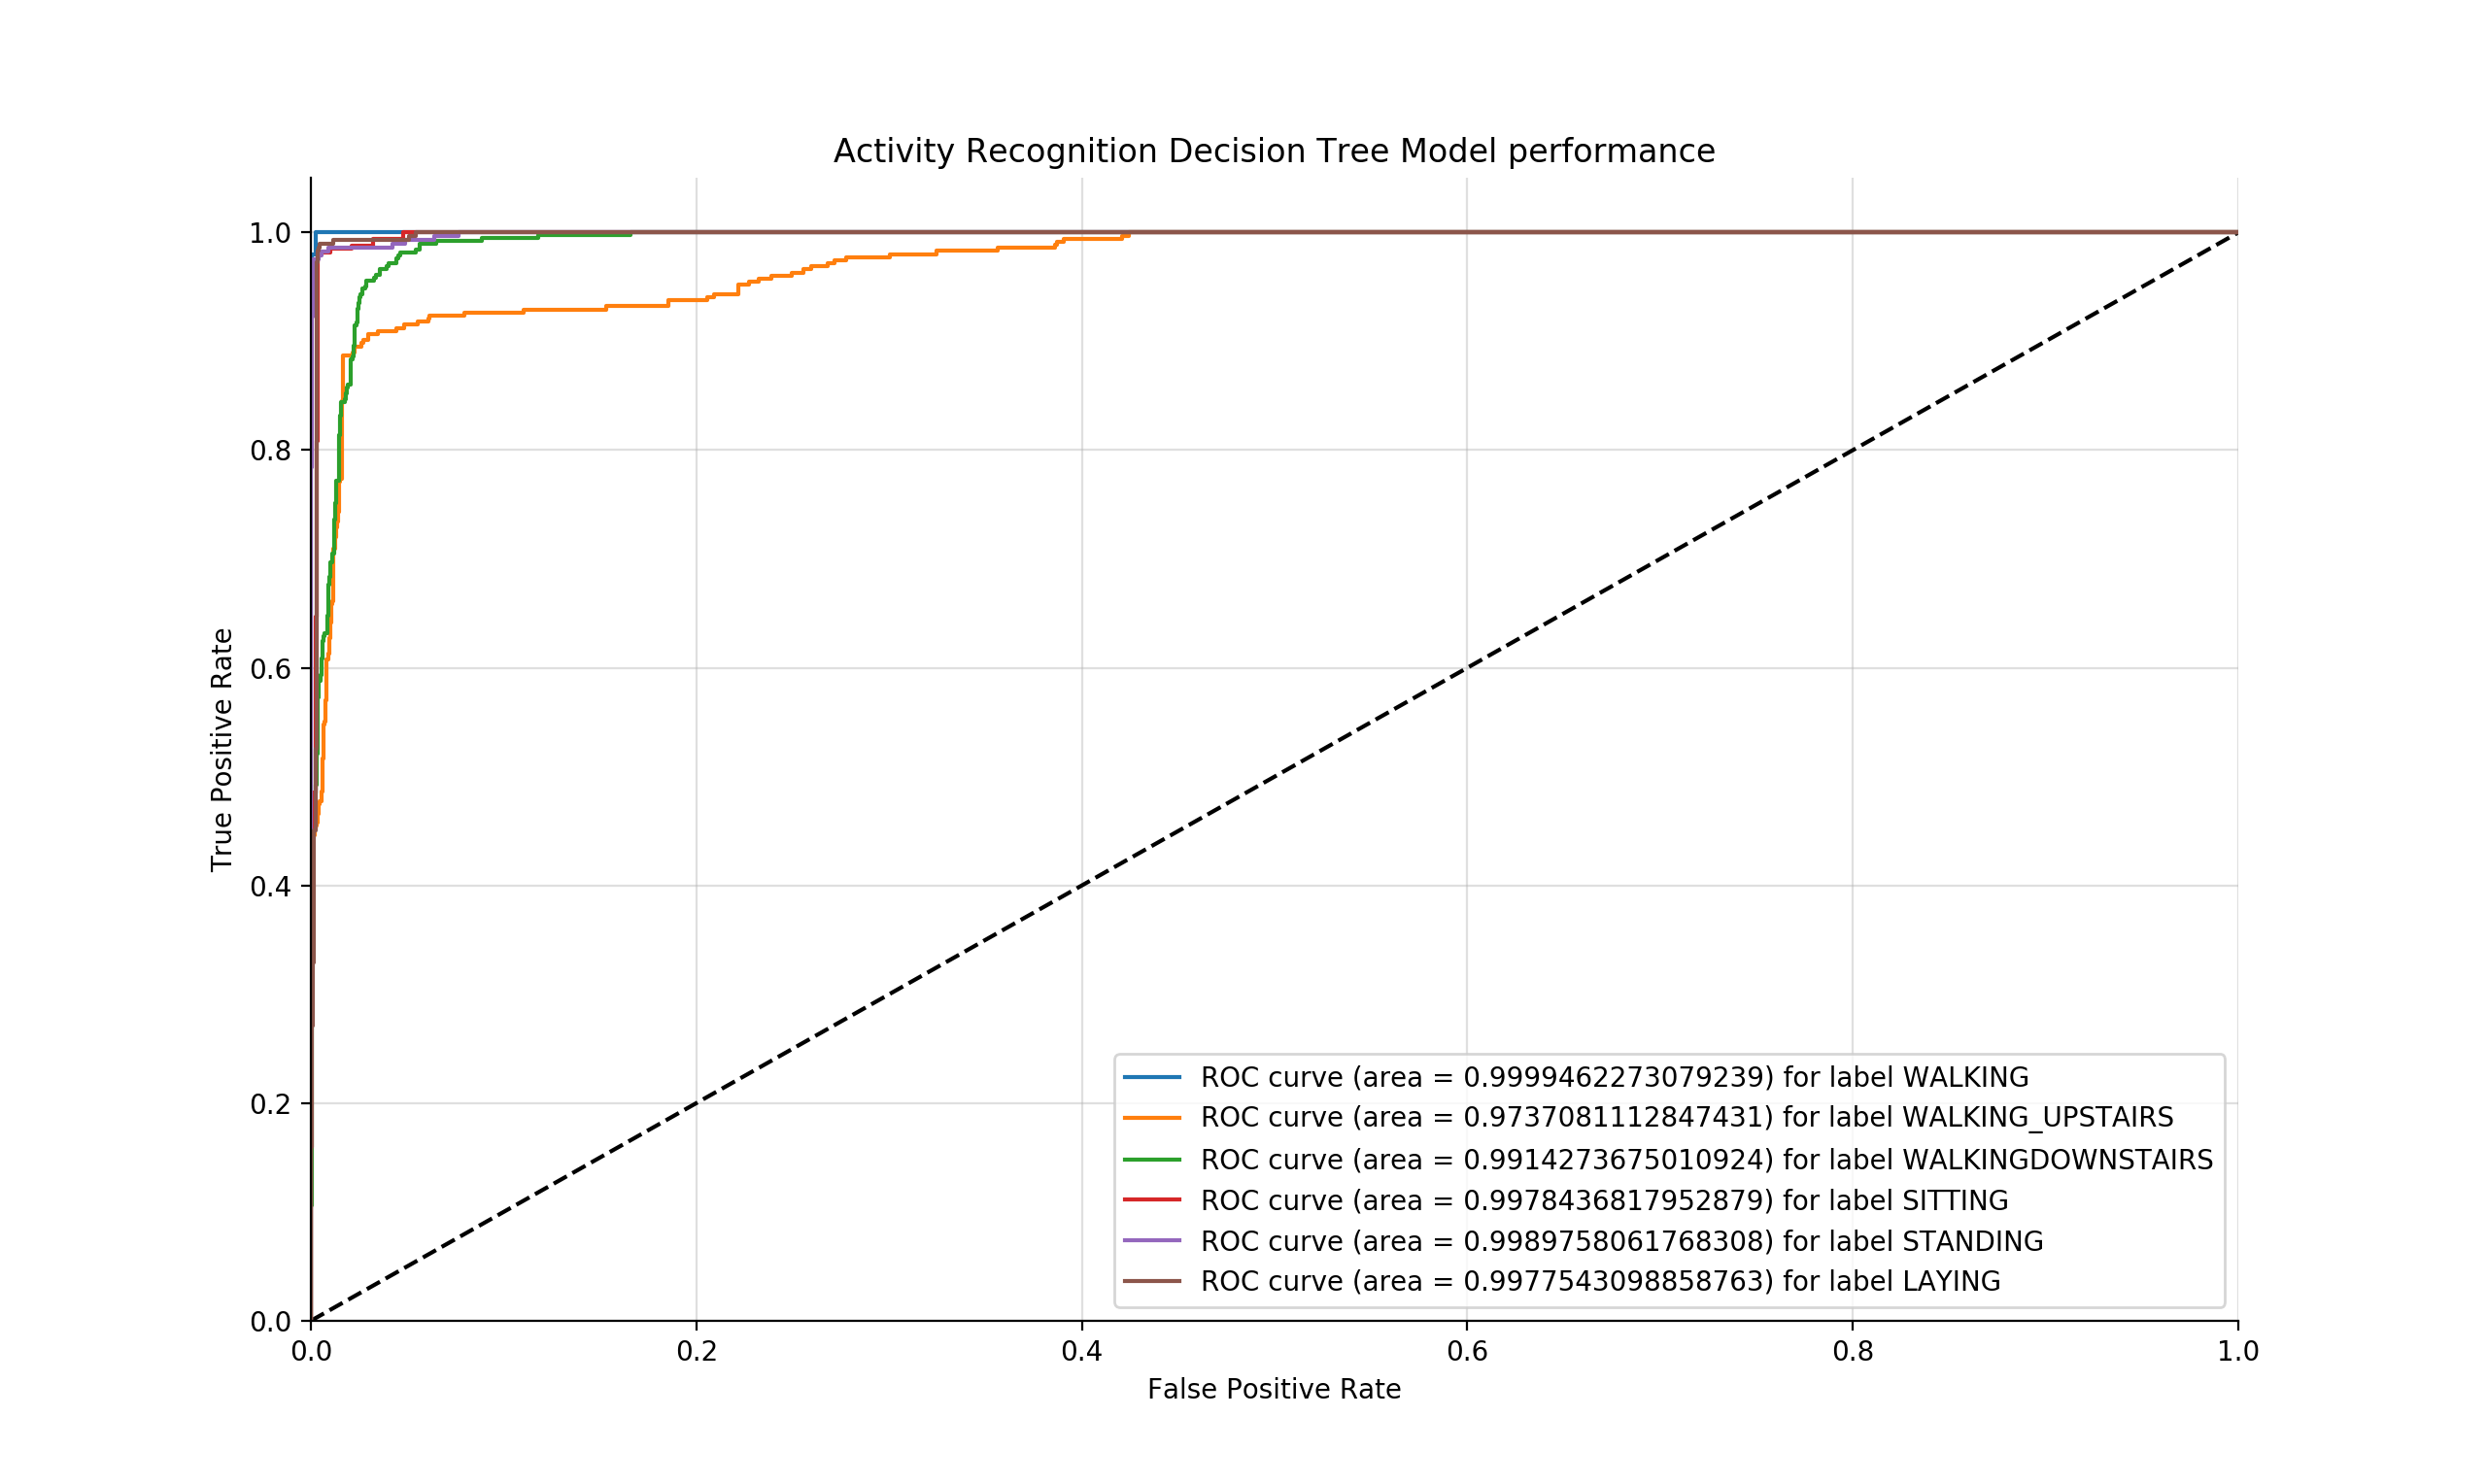 Activity Recognition Decision Tree Model performance
1.0
0.8
0.6
0.4
0.2
0.0
True Positive Rate
0.0 0.2 0.4 0.6 0.8 1.0
False Positive Rate
ROC curve (area = 0.9999462273079239) for label WALKING
ROC curve (area = 0.9737081112847431) for label WALKING_UPSTAIRS
ROC curve (area = 0.9914273675010924) for label WALKINGDOWNSTAIRS
ROC curve (area = 0.9978436817952879) for label SITTING
ROC curve (area = 0.9989758061768308) for label STANDING
ROC curve (area = 0.9977543098858763) for label LAYING